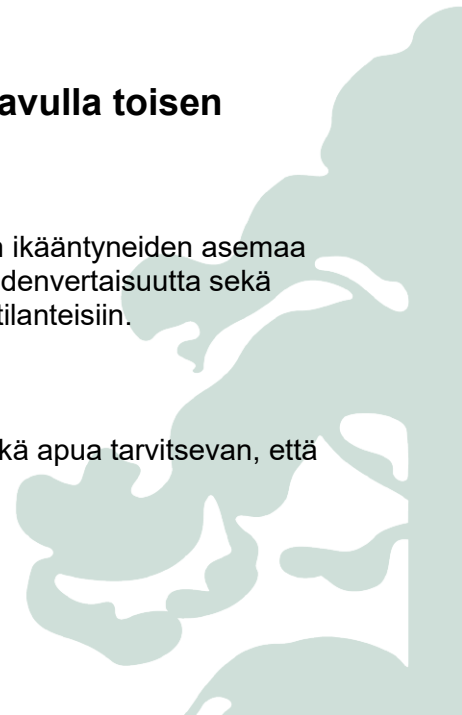 avulla toisen
ikääntyneiden asemaa
denvertaisuutta sekä
tilanteisiin.
kä apua tarvitsevan, että